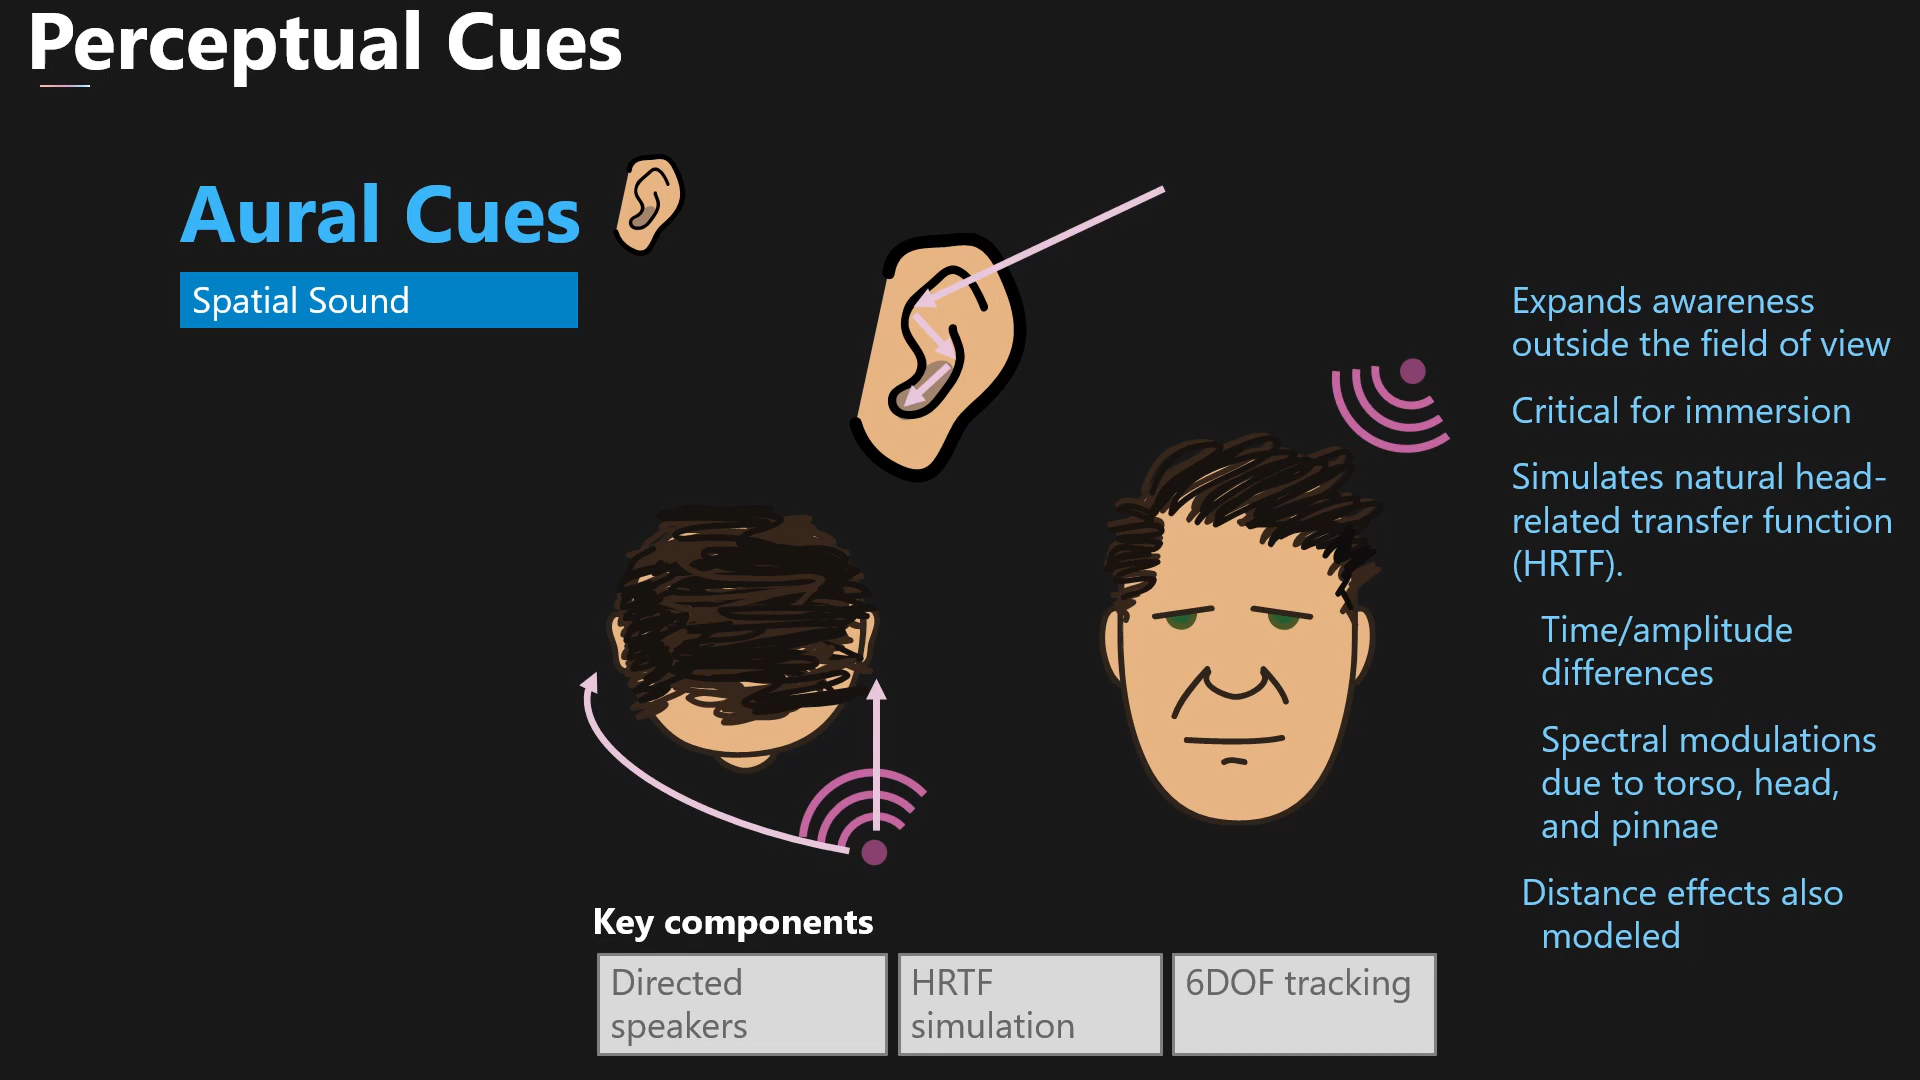 Perceptual Cues
Aural Cues
Spatial Sound
Expands awareness
outside the field of view
Critical for immersion
Simulates natural head-
related transfer function
(HRTF).
Time/amplitude
differences
Spectral modulations
due to torso, head,
and pinnae
Distance effects also
modeled
Key components
Directed
speakers
HRTF
simulation
6DOF tracking